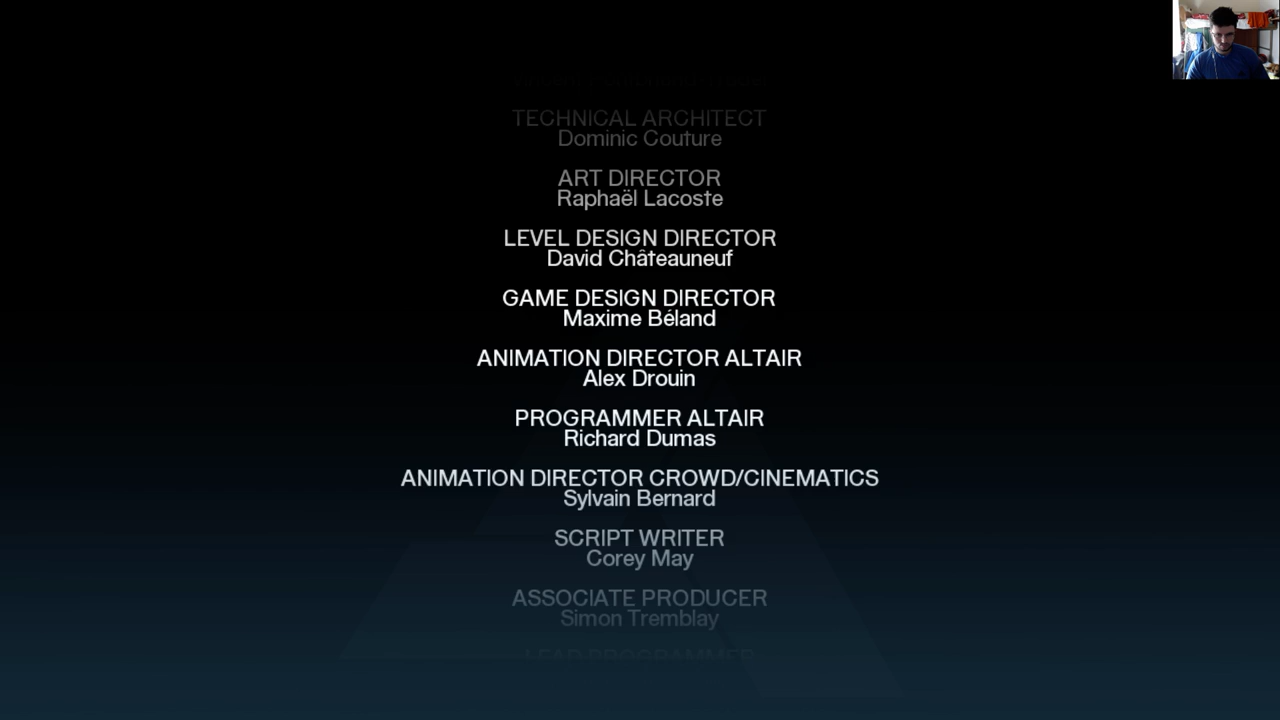 TECHNICAL ARCHITECT
Dominic Couture
ART DIRECTOR
Raphaël Lacoste
LEVEL DESIGN DIRECTOR
David Châteauneuf
GAME DESIGN DIRECTOR
Maxime Béland
ANIMATION DIRECTOR ALTAIR
Alex Drouin
PROGRAMMER ALTAIR
Richard Dumas
ANIMATION DIRECTOR CROWD/CINEMATICS
Sylvain Bernard
SCRIPT WRITER
Corey May
ASSOCIATE PRODUCER
Simon Tremblay
LEAD PROGRAMMER